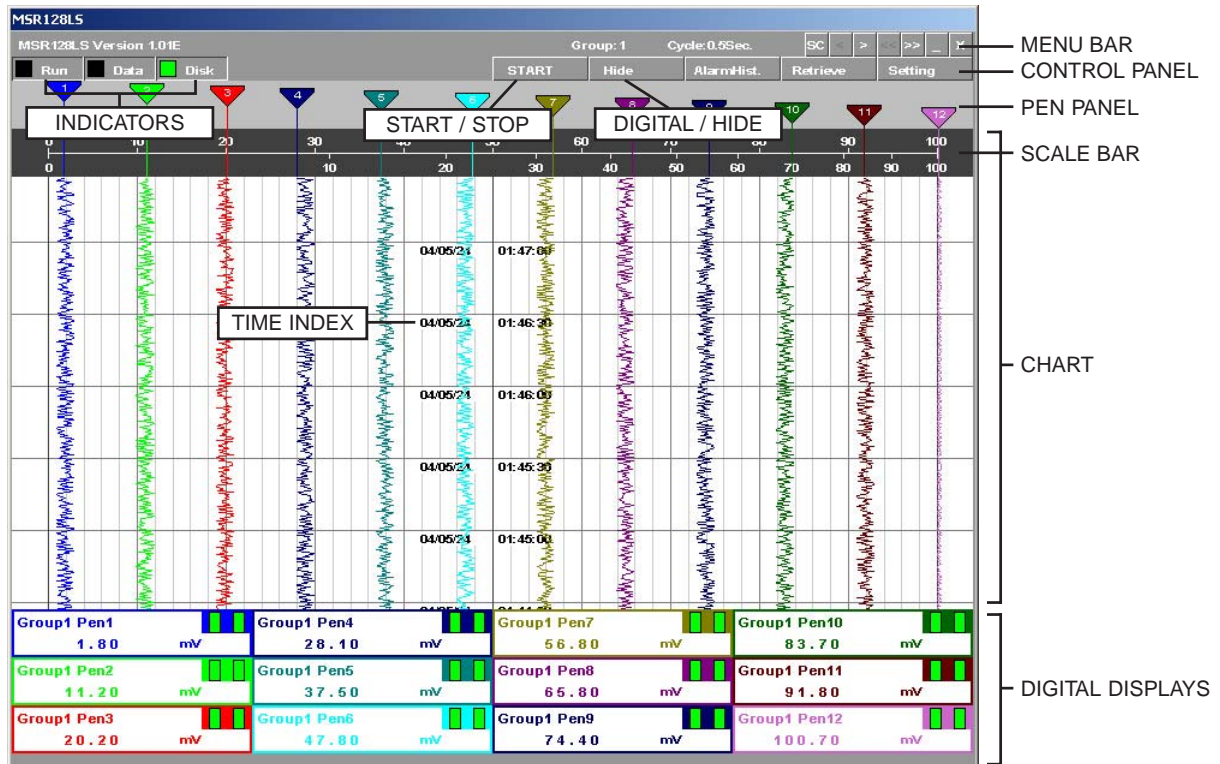 MSR128LS
MSR128LS Version 1.01E Group:1 Cycle:0.5Sec. SC < > << >> _ X
MENU BAR
Run Data Disk START Hide AlarmHist. Retrieve Setting
CONTROL PANEL
1 2 3 4 5 6 7 8 9 10 11 12
PEN PANEL
INDICATORS START / STOP DIGITAL / HIDE
0 10 20 30 40 50 60 70 80 90 100
SCALE BAR
0 10 20 30 40 50 60 70 80 90 100
04/05/24 01:47:00
TIME INDEX 04/05/24 01:46:30
CHART
04/05/24 01:46:00
04/05/24 01:45:30
04/05/24 01:45:00
Group1 Pen1 Group1 Pen4 Group1 Pen7 Group1 Pen10
1.80 mV 28.10 mV 56.80 mV 83.70 mV
Group1 Pen2 Group1 Pen5 Group1 Pen8 Group1 Pen11
11.20 mV 37.50 mV 65.80 mV 91.80 mV
DIGITAL DISPLAYS
Group1 Pen3 Group1 Pen6 Group1 Pen9 Group1 Pen12
20.20 mV 47.80 mV 74.40 mV 100.70 mV